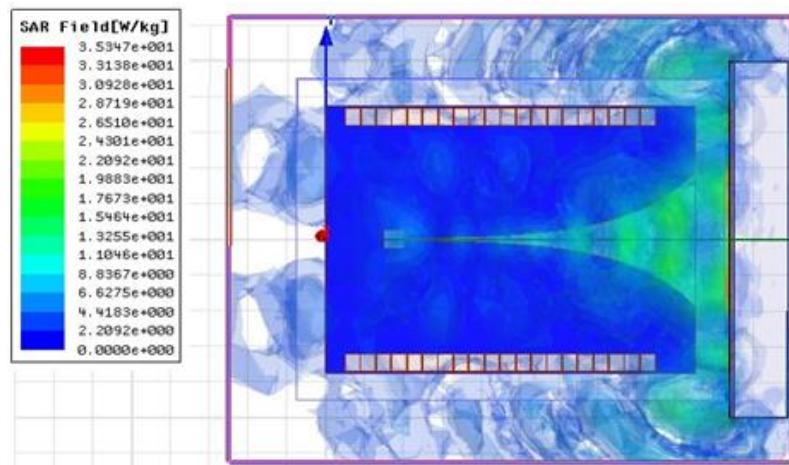 SAR Field[W/kg]
3.5347e+001
3.3138e+001
3.0928e+001
2.8719e+001
2.6510e+001
2.4301e+001
2.2092e+001
1.9883e+001
1.7673e+001
1.5464e+001
1.3255e+001
1.1046e+001
8.8367e+000
6.6275e+000
4.4183e+000
2.2092e+000
0.0000e+000